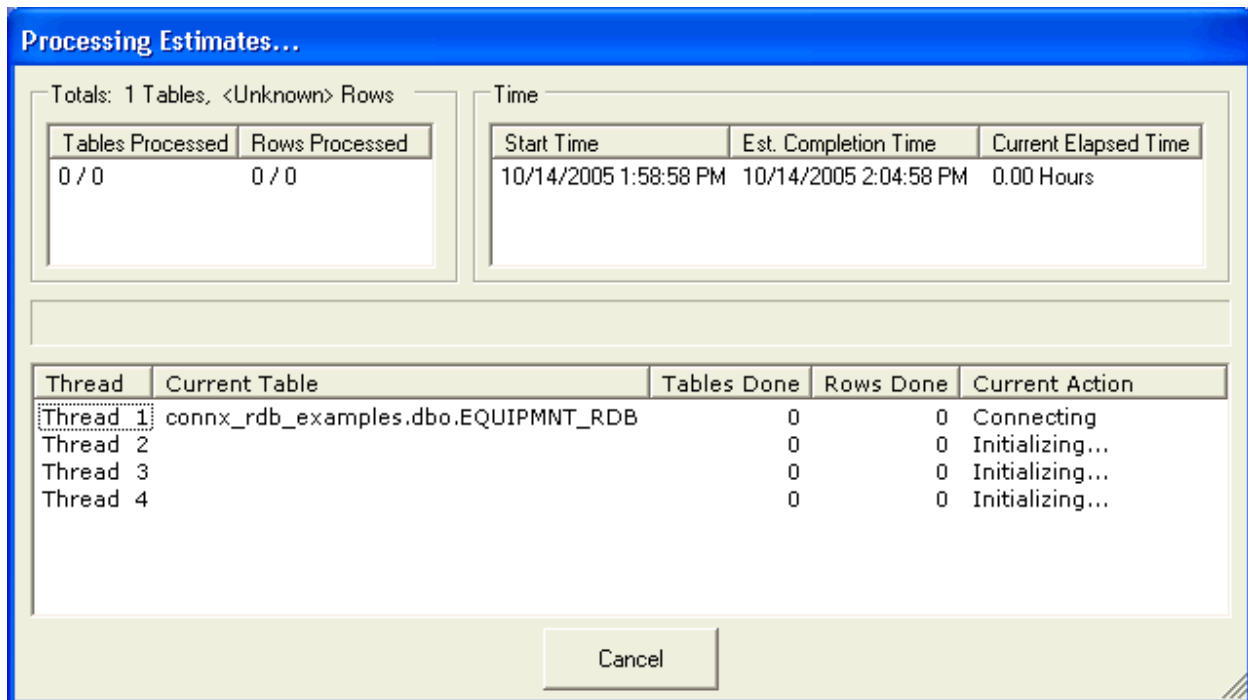 Processing Estimates...
Totals: 1 Tables, <Unknown> Rows
Tables Processed Rows Processed
0 / 0 0 / 0
Time
Start Time Est. Completion Time Current Elapsed Time
10/14/2005 1:58:58 PM 10/14/2005 2:04:58 PM 0.00 Hours
Thread Current Table Tables Done Rows Done Current Action
Thread 1 connx_rdb_examples.dbo.EQUIPMNT_RDB 0 0 Connecting
Thread 2 0 0 Initializing...
Thread 3 0 0 Initializing...
Thread 4 0 0 Initializing...
Cancel